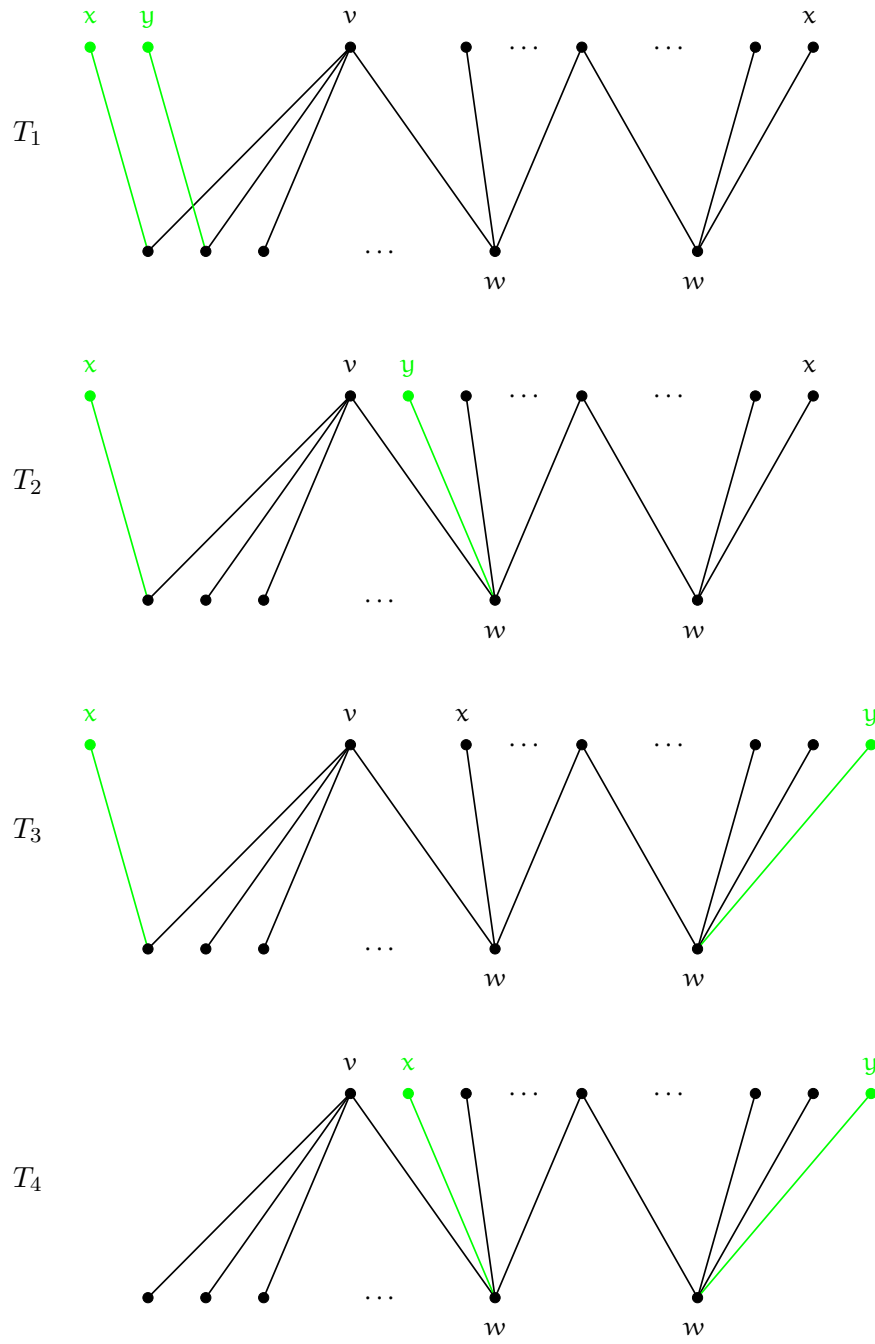 x y v ... x
T₁
...
w w
x v y ... x
T₂
...
w w
x v x ... y
T₃
...
w w
v x ... y
T₄
...
w w